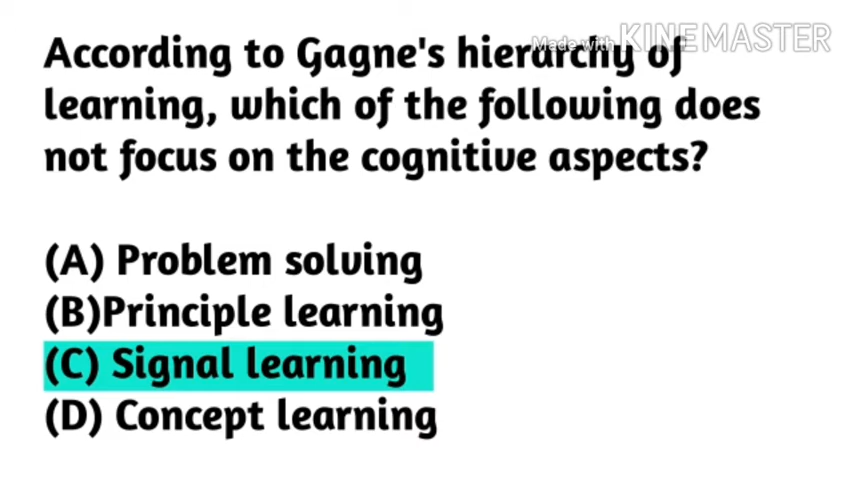 Made with KINEMASTER
According to Gagne's hierarchy of
learning, which of the following does
not focus on the cognitive aspects?
(A) Problem solving
(B)Principle learning
(C) Signal learning
(D) Concept learning